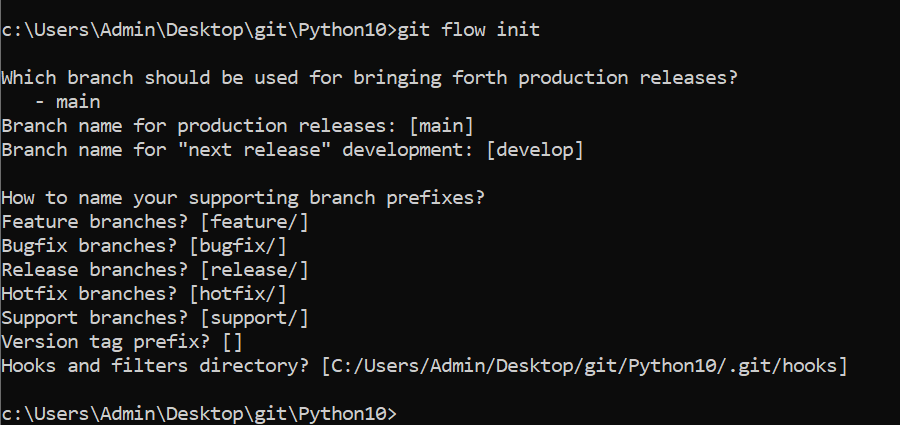 c:\Users\Admin\Desktop\git\Python10>git flow init
Which branch should be used for bringing forth production releases?
- main
Branch name for production releases: [main]
Branch name for "next release" development: [develop]
How to name your supporting branch prefixes?
Feature branches? [feature/]
Bugfix branches? [bugfix/]
Release branches? [release/]
Hotfix branches? [hotfix/]
Support branches? [support/]
Version tag prefix? []
Hooks and filters directory? [C:/Users/Admin/Desktop/git/Python10/.git/hooks]
c:\Users\Admin\Desktop\git\Python10>